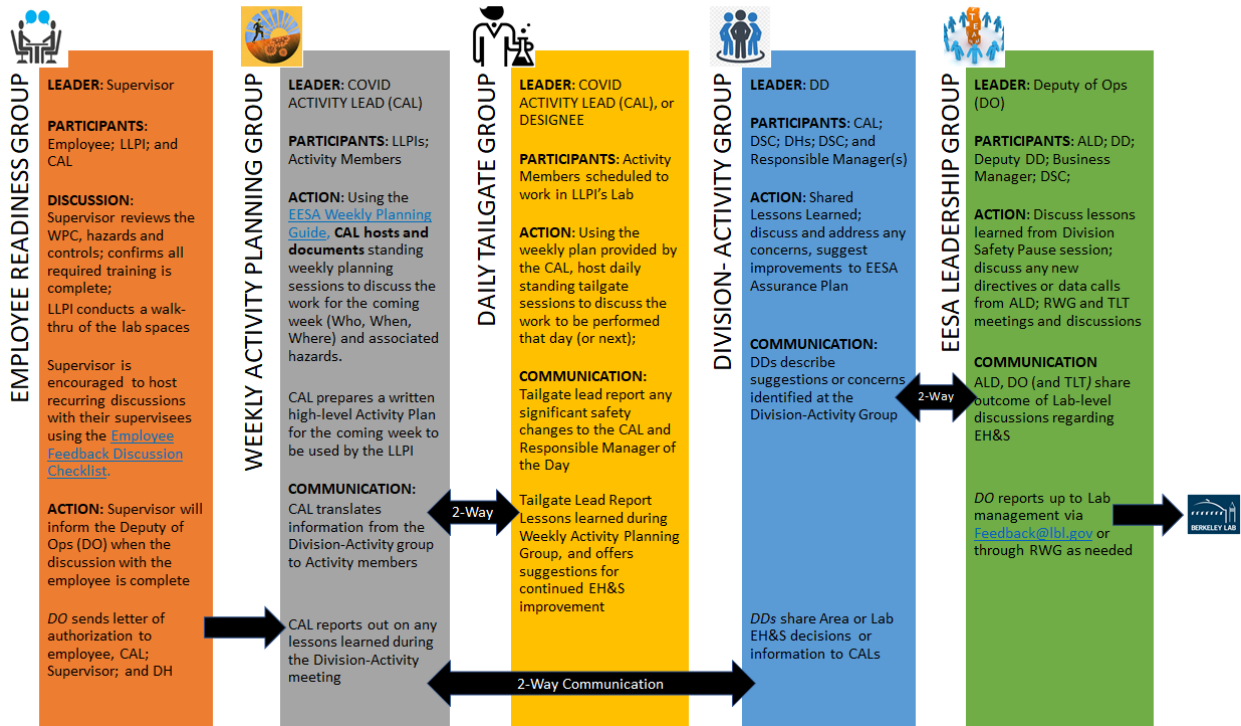 EMPLOYEE READINESS GROUP
LEADER: Supervisor
PARTICIPANTS:
Employee; LLPI; and
CAL
DISCUSSION:
Supervisor reviews the
WPC, hazards and
controls; confirms all
required training is
complete;
LLPI conducts a walk-
thru of the lab spaces
Supervisor is
encouraged to host
recurring discussions
with their supervisees
using the Employee
Feedback Discussion
Checklist.
ACTION: Supervisor will
inform the Deputy of
Ops (DO) when the
discussion with the
employee is complete
DO sends letter of
authorization to
employee, CAL;
Supervisor; and DH
WEEKLY ACTIVITY PLANNING GROUP
LEADER: COVID
ACTIVITY LEAD (CAL)
PARTICIPANTS: LLPIs;
Activity Members
ACTION: Using the
EESA Weekly Planning
Guide, CAL hosts and
documents standing
weekly planning
sessions to discuss the
work for the coming
week (Who, When,
Where) and associated
hazards.
CAL prepares a written
high-level Activity Plan
for the coming week to
be used by the LLPI
COMMUNICATION:
CAL translates
information from the
Division-Activity group
to Activity members
CAL reports out on any
lessons learned during
the Division-Activity
meeting
2-Way
DAILY TAILGATE GROUP
LEADER: COVID
ACTIVITY LEAD (CAL), or
DESIGNEE
PARTICIPANTS: Activity
Members scheduled to
work in LLPI's Lab
ACTION: Using the
weekly plan provided by
the CAL, host daily
standing tailgate
sessions to discuss the
work to be performed
that day (or next);
COMMUNICATION:
Tailgate lead report any
significant safety
changes to the CAL and
Responsible Manager of
the Day
Tailgate Lead Report
Lessons learned during
Weekly Activity Planning
Group, and offers
suggestions for
continued EH&S
improvement
2-Way Communication
DIVISION- ACTIVITY GROUP
LEADER: DD
PARTICIPANTS: CAL;
DSC; DHs; DSC; and
Responsible Manager(s)
ACTION: Shared
Lessons Learned;
discuss and address any
concerns, suggest
improvements to EESA
Assurance Plan
COMMUNICATION:
DDs describe
suggestions or concerns
identified at the
Division-Activity Group
DDs share Area or Lab
EH&S decisions or
information to CALs
2-Way
EESA LEADERSHIP GROUP
LEADER: Deputy of Ops
(DO)
PARTICIPANTS: ALD; DD;
Deputy DD; Business
Manager; DSC;
ACTION: Discuss lessons
learned from Division
Safety Pause session;
discuss any new
directives or data calls
from ALD; RWG and TLT
meetings and discussions
COMMUNICATION
ALD, DO (and TLT) share
outcome of Lab-level
discussions regarding
EH&S
DO reports up to Lab
management via
Feedback@lbl.gov or
through RWG as needed
BERKELEY LAB